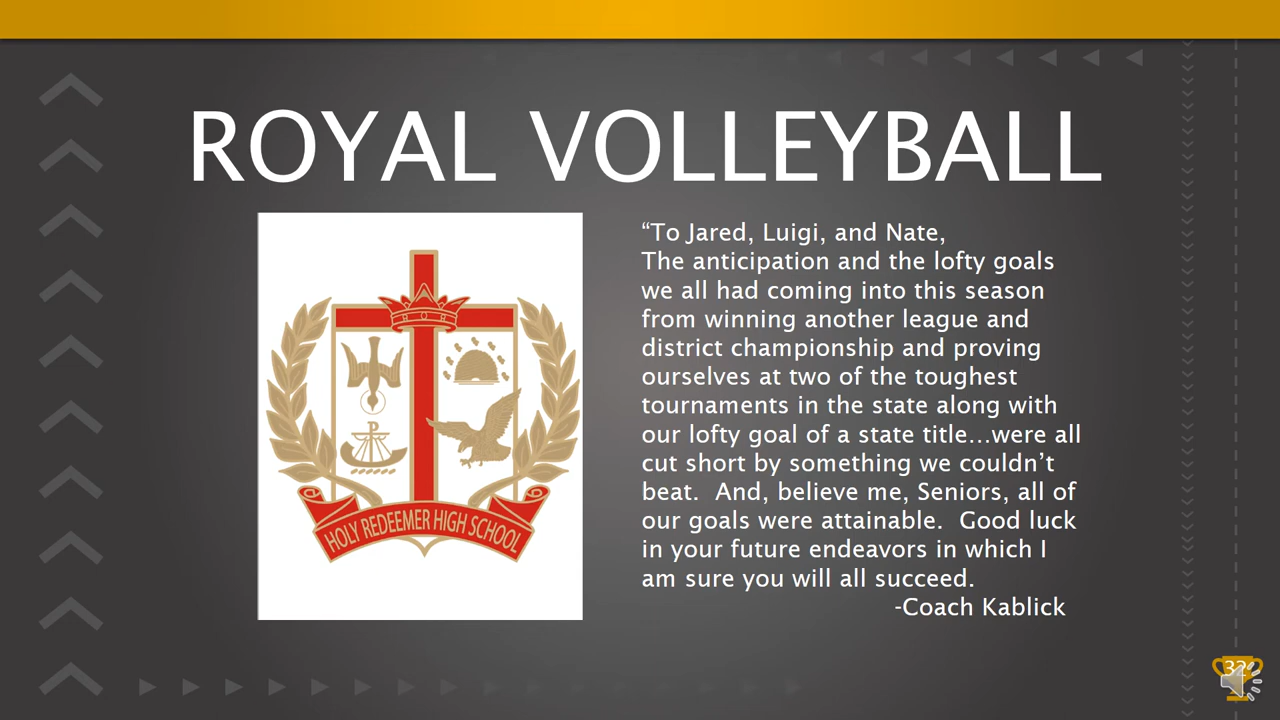 ROYAL VOLLEYBALL
“To Jared, Luigi, and Nate,
The anticipation and the lofty goals
we all had coming into this season
from winning another league and
district championship and proving
ourselves at two of the toughest
tournaments in the state along with
our lofty goal of a state title…were all
cut short by something we couldn’t
beat.  And, believe me, Seniors, all of
our goals were attainable.  Good luck
in your future endeavors in which I
am sure you will all succeed.
-Coach Kablick
P
HOLY REDEEMER HIGH SCHOOL
32